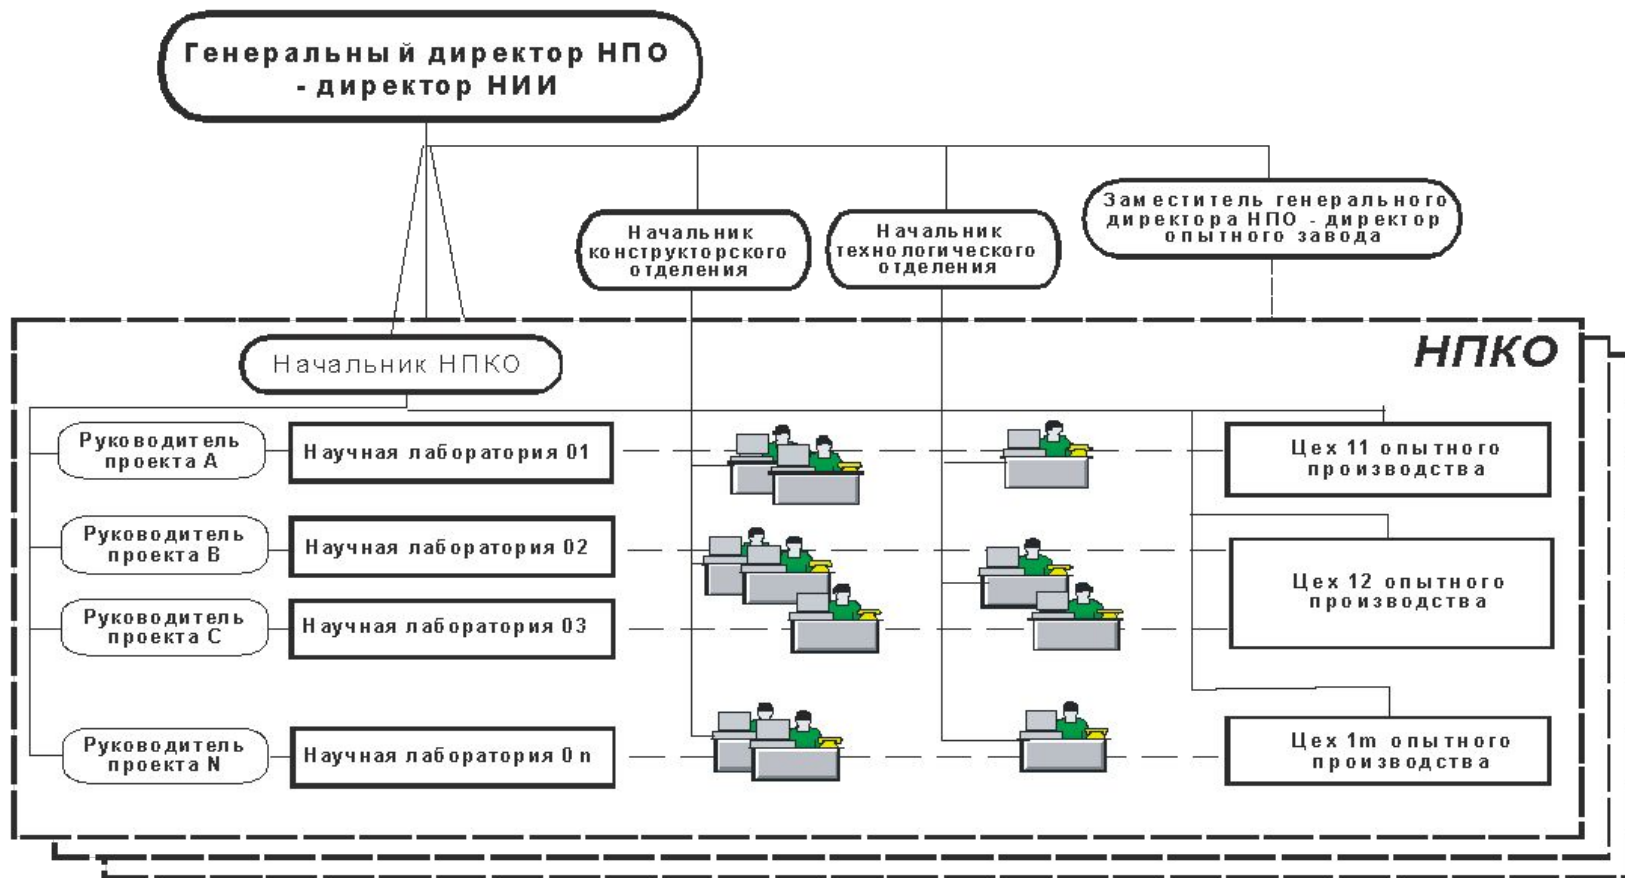 Генеральный директор НПО
- директор НИИ
Заместитель генерального
директора НПО - директор
опытного завода
Начальник
конструкторского
отделения
Начальник
технологического
отделения
НПКО
Начальник НПКО
Руководитель
проекта А
Научная лаборатория 01
Цех 11 опытного
производства
Руководитель
проекта В
Научная лаборатория 02
Цех 12 опытного
производства
Руководитель
проекта С
Научная лаборатория 03
Руководитель
проекта N
Научная лаборатория 0n
Цех 1m опытного
производства